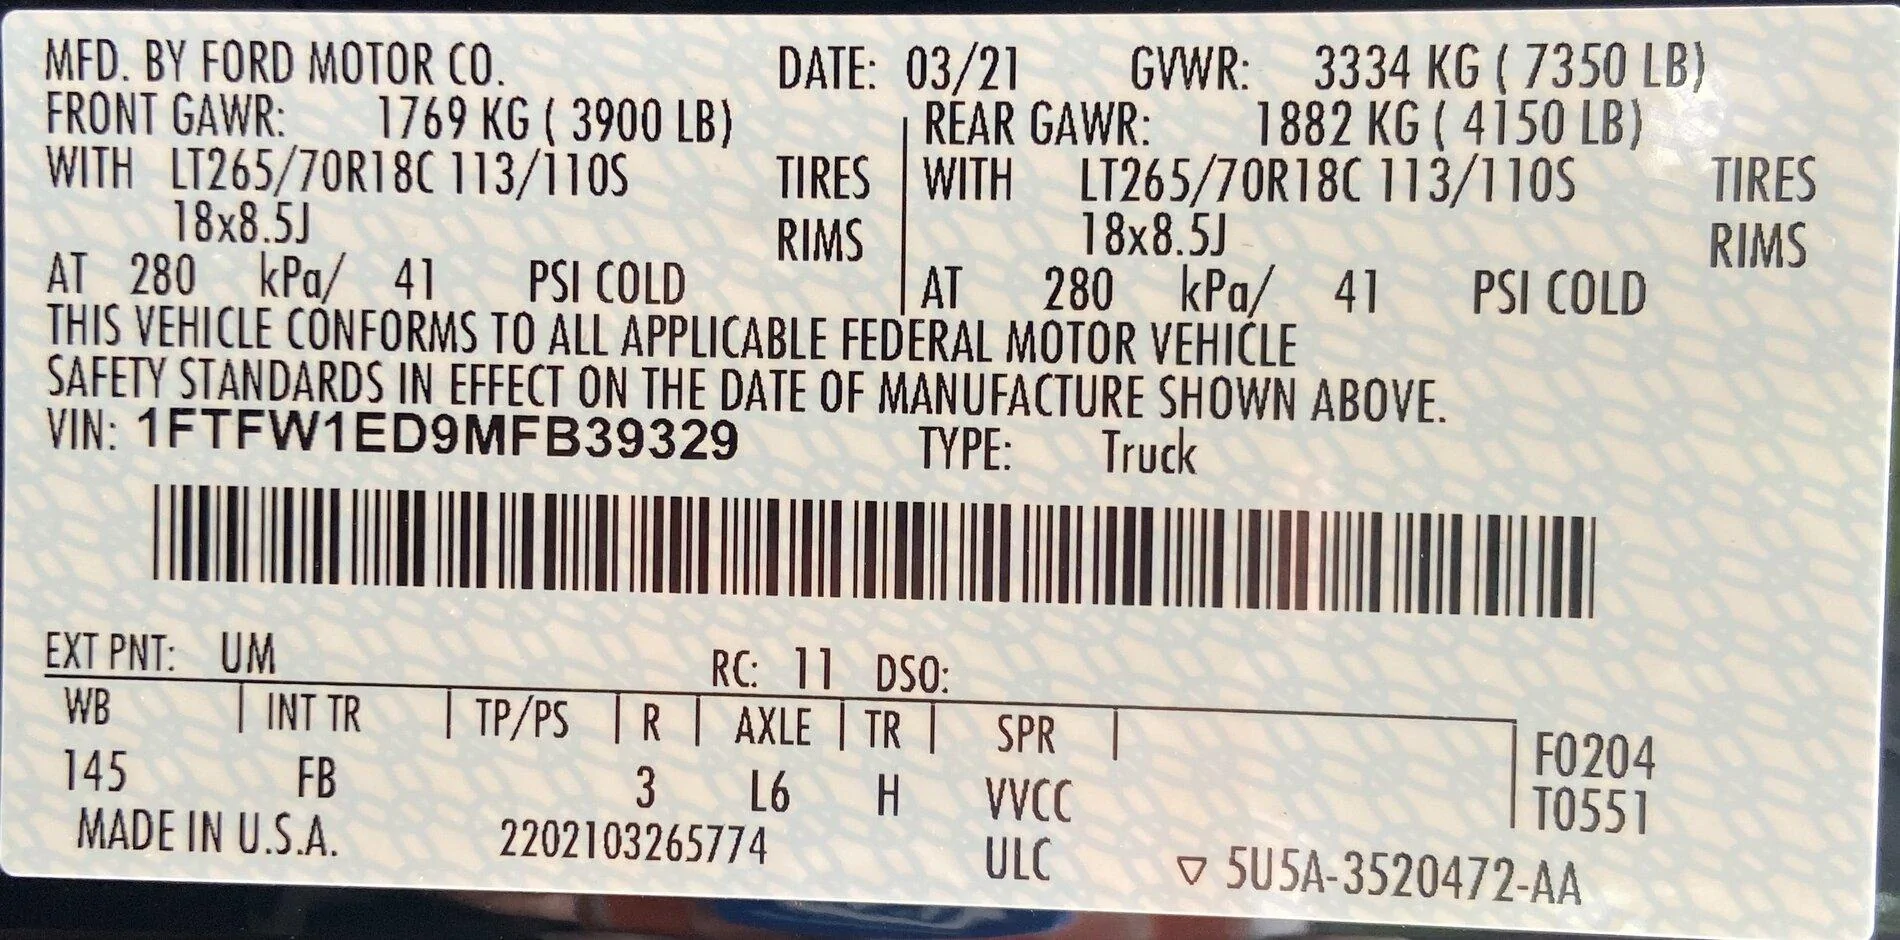 MFD. BY FORD MOTOR CO. DATE: 03/21 GVWR: 3334 KG ( 7350 LB)
FRONT GAWR: 1769 KG ( 3900 LB) REAR GAWR: 1882 KG ( 4150 LB)
WITH LT265/70R18C 113/110S TIRES WITH LT265/70R18C 113/110S TIRES
18x8.5J RIMS 18x8.5J RIMS
AT 280 kPa/ 41 PSI COLD AT 280 kPa/ 41 PSI COLD
THIS VEHICLE CONFORMS TO ALL APPLICABLE FEDERAL MOTOR VEHICLE
SAFETY STANDARDS IN EFFECT ON THE DATE OF MANUFACTURE SHOWN ABOVE.
VIN: 1FTFW1ED9MFB39329 TYPE: Truck
EXT PNT: UM RC: 11 DSO:
WB INT TR TP/PS R AXLE TR SPR F0204
145 FB 3 L6 H VVCC T0551
MADE IN U.S.A. 2202103265774 ULC ▽ 5U5A-3520472-AA